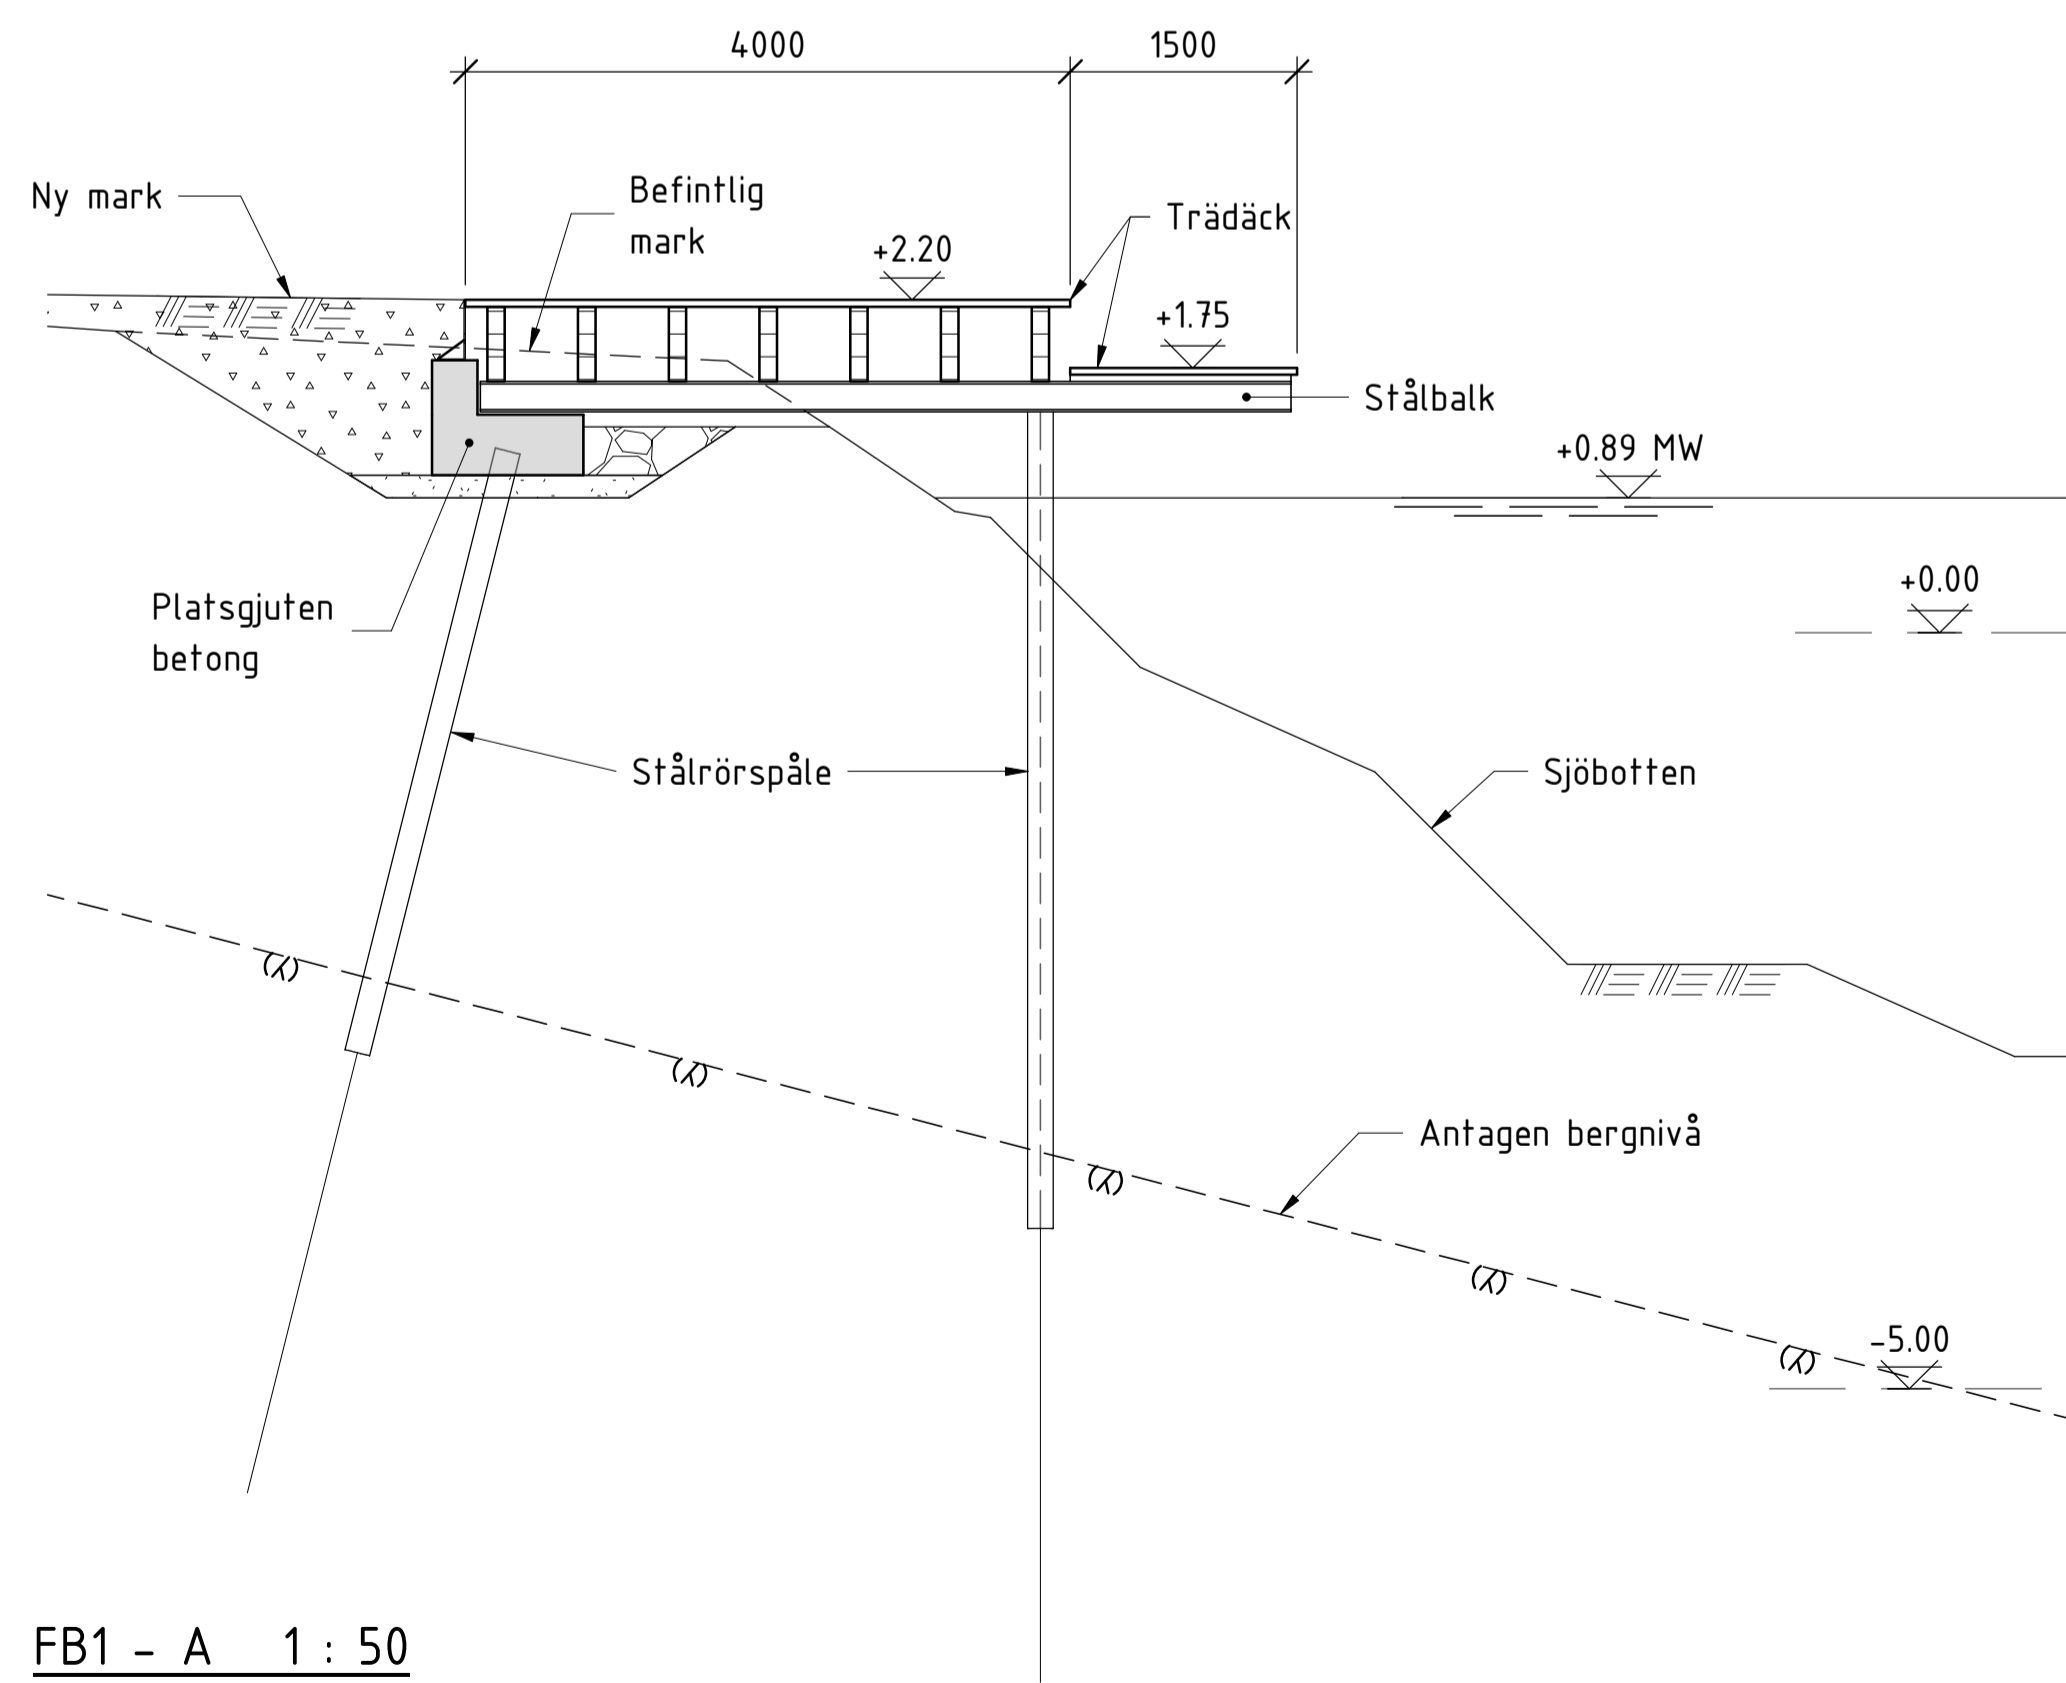 4000
1500
Ny mark
Befintlig
mark
Trädäck
+2.20
+1.75
Stålbalk
+0.89 MW
+0.00
Platsgjuten
betong
Stålrörspåle
Sjöbotten
Antagen bergnivå
-5.00
FB1 - A 1 : 50